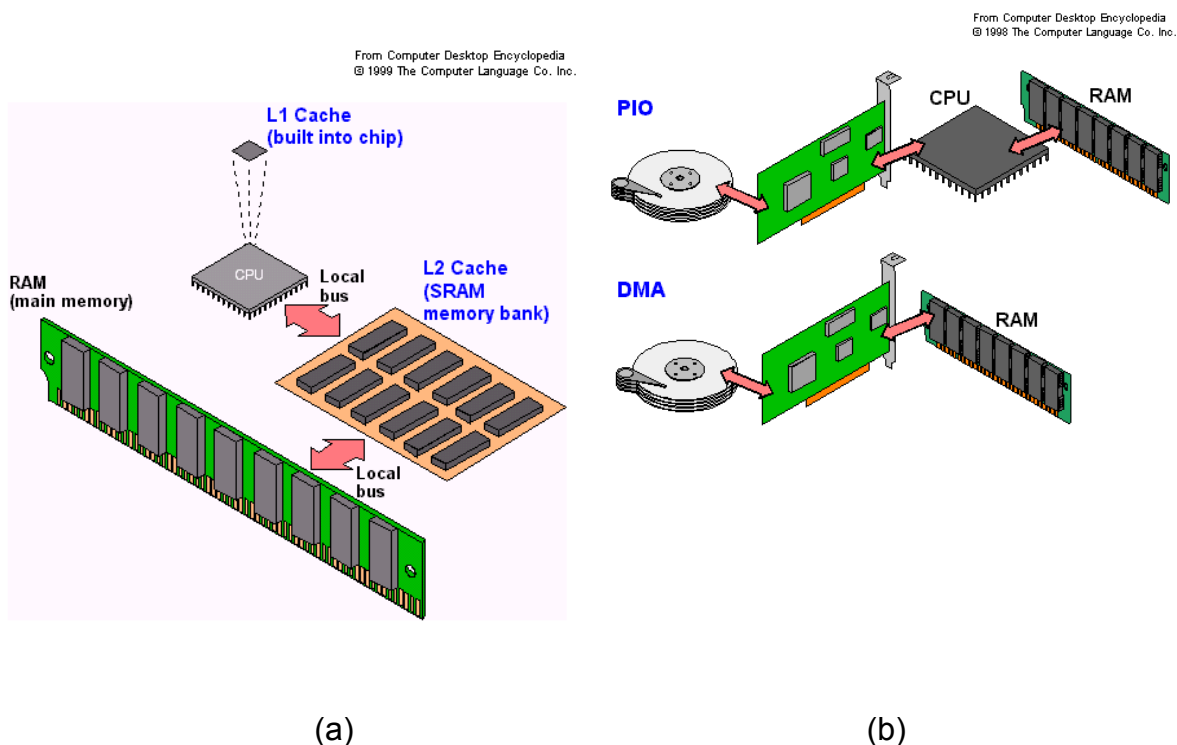 From Computer Desktop Encyclopedia
© 1999 The Computer Language Co. Inc.
L1 Cache
(built into chip)
CPU
Local
bus
L2 Cache
(SRAM
memory bank)
RAM
(main memory)
Local
bus
(a)
From Computer Desktop Encyclopedia
© 1998 The Computer Language Co. Inc.
PIO
CPU
RAM
DMA
RAM
(b)